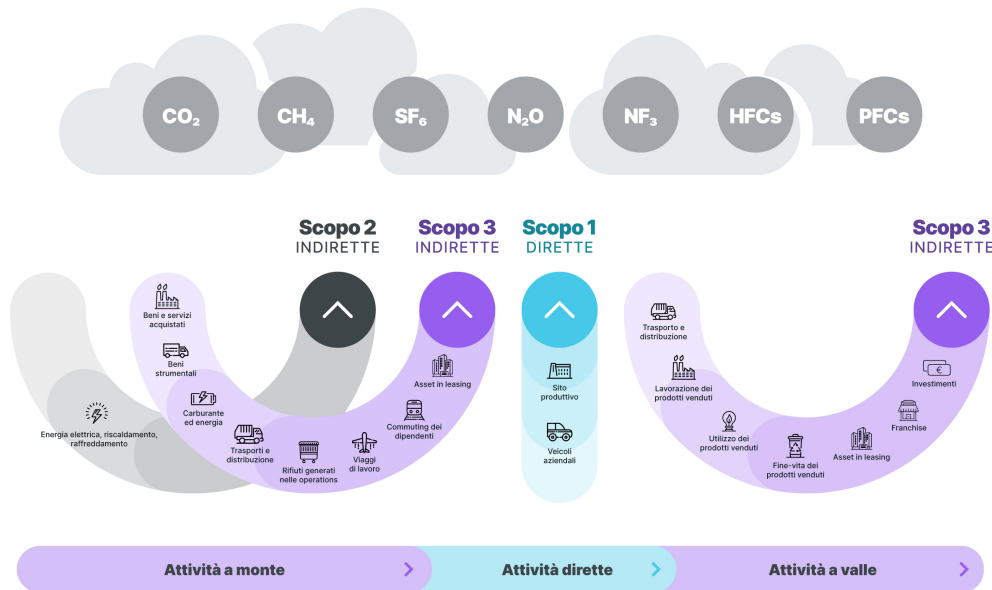 CO₂
CH₄
SF₆
N₂O
NF₃
HFCs
PFCs
Scopo 2
INDIRETTE
Scopo 3
INDIRETTE
Scopo 1
DIRETTE
Scopo 3
INDIRETTE
Energia elettrica, riscaldamento,
raffreddamento
Beni e servizi
acquistati
Beni
strumentali
Carburante
ed energia
Trasporti e
distribuzione
Rifiuti generati
nelle operations
Viaggi
di lavoro
Commuting dei
dipendenti
Asset in leasing
Sito
produttivo
Veicoli
aziendali
Trasporto e
distribuzione
Lavorazione dei
prodotti venduti
Utilizzo dei
prodotti venduti
Fine-vita dei
prodotti venduti
Asset in leasing
Franchise
Investimenti
Attività a monte
Attività dirette
Attività a valle